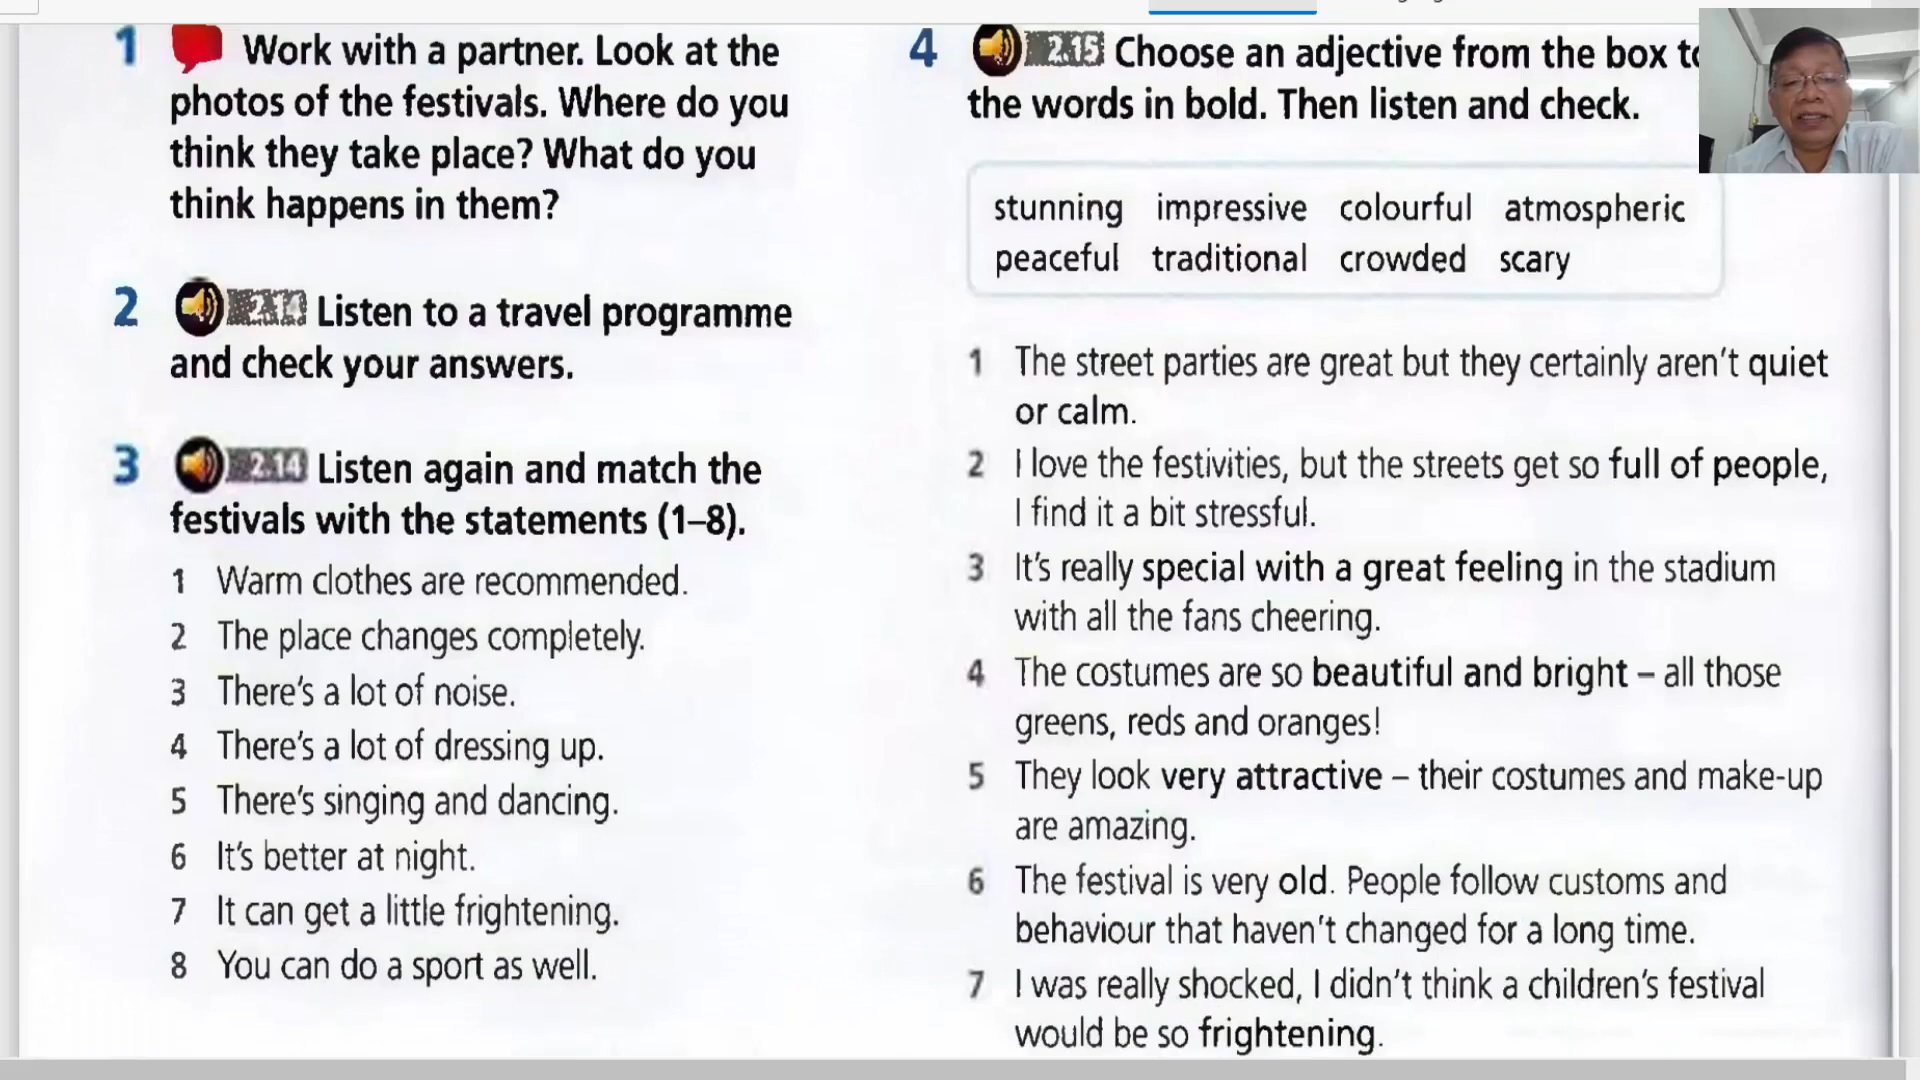 1 Work with a partner. Look at the
photos of the festivals. Where do you
think they take place? What do you
think happens in them?
2 Listen to a travel programme
and check your answers.
3 2.14 Listen again and match the
festivals with the statements (1–8).
1 Warm clothes are recommended.
2 The place changes completely.
3 There's a lot of noise.
4 There's a lot of dressing up.
5 There's singing and dancing.
6 It's better at night.
7 It can get a little frightening.
8 You can do a sport as well.
4 2.15 Choose an adjective from the box
the words in bold. Then listen and check.
stunning impressive colourful atmospheric
peaceful traditional crowded scary
1 The street parties are great but they certainly aren't quiet
or calm.
2 I love the festivities, but the streets get so full of people,
I find it a bit stressful.
3 It's really special with a great feeling in the stadium
with all the fans cheering.
4 The costumes are so beautiful and bright – all those
greens, reds and oranges!
5 They look very attractive – their costumes and make-up
are amazing.
6 The festival is very old. People follow customs and
behaviour that haven't changed for a long time.
7 I was really shocked, I didn't think a children's festival
would be so frightening.